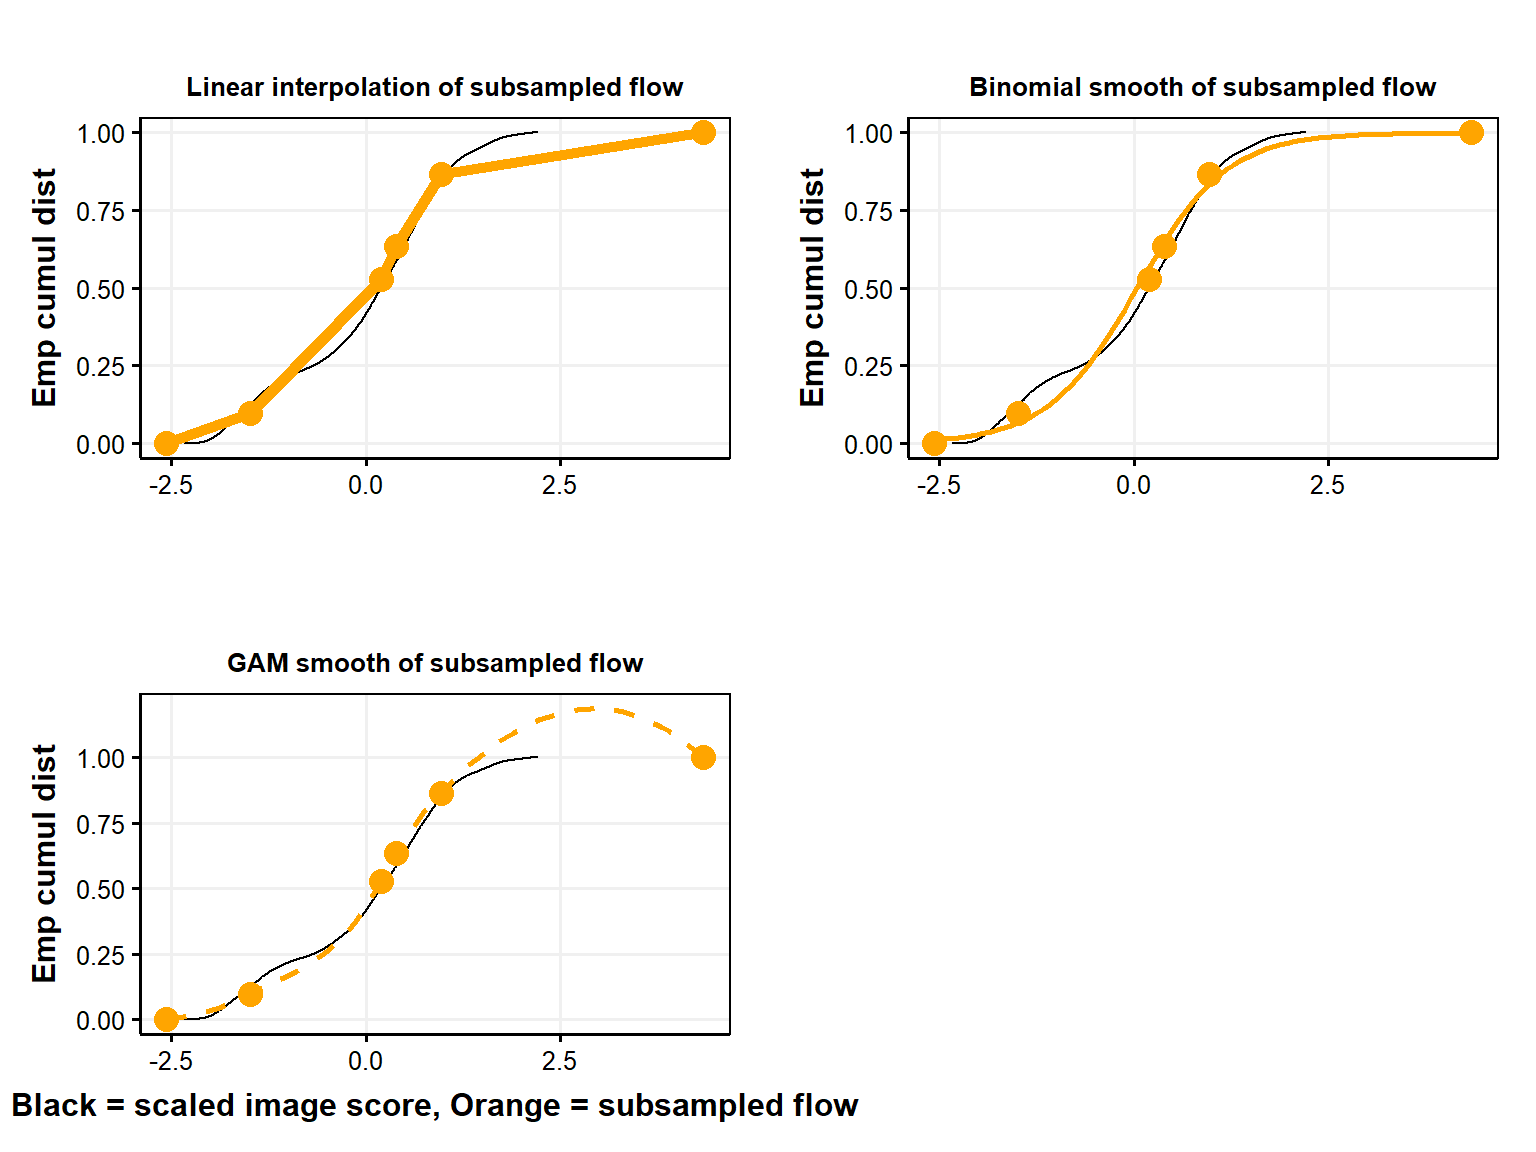 Linear interpolation of subsampled flow
Emp cumul dist
1.00
0.75
0.50
0.25
0.00
-2.5 0.0 2.5
Binomial smooth of subsampled flow
Emp cumul dist
1.00
0.75
0.50
0.25
0.00
-2.5 0.0 2.5
GAM smooth of subsampled flow
Emp cumul dist
1.00
0.75
0.50
0.25
0.00
-2.5 0.0 2.5
Black = scaled image score, Orange = subsampled flow